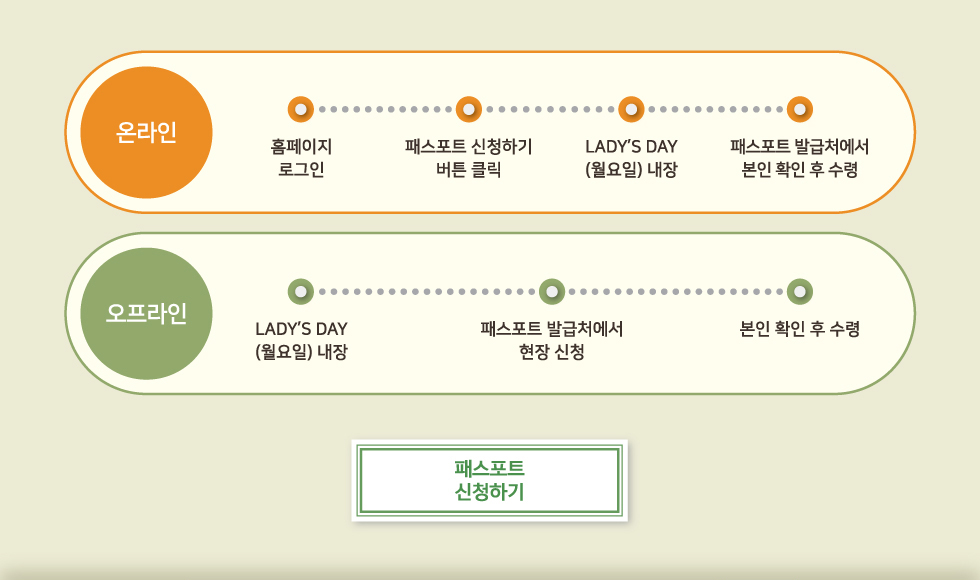 온라인
홈페이지
로그인
패스포트 신청하기
버튼 클릭
LADY'S DAY
(월요일) 내장
패스포트 발급처에서
본인 확인 후 수령
오프라인
LADY'S DAY
(월요일) 내장
패스포트 발급처에서
현장 신청
본인 확인 후 수령
패스포트
신청하기